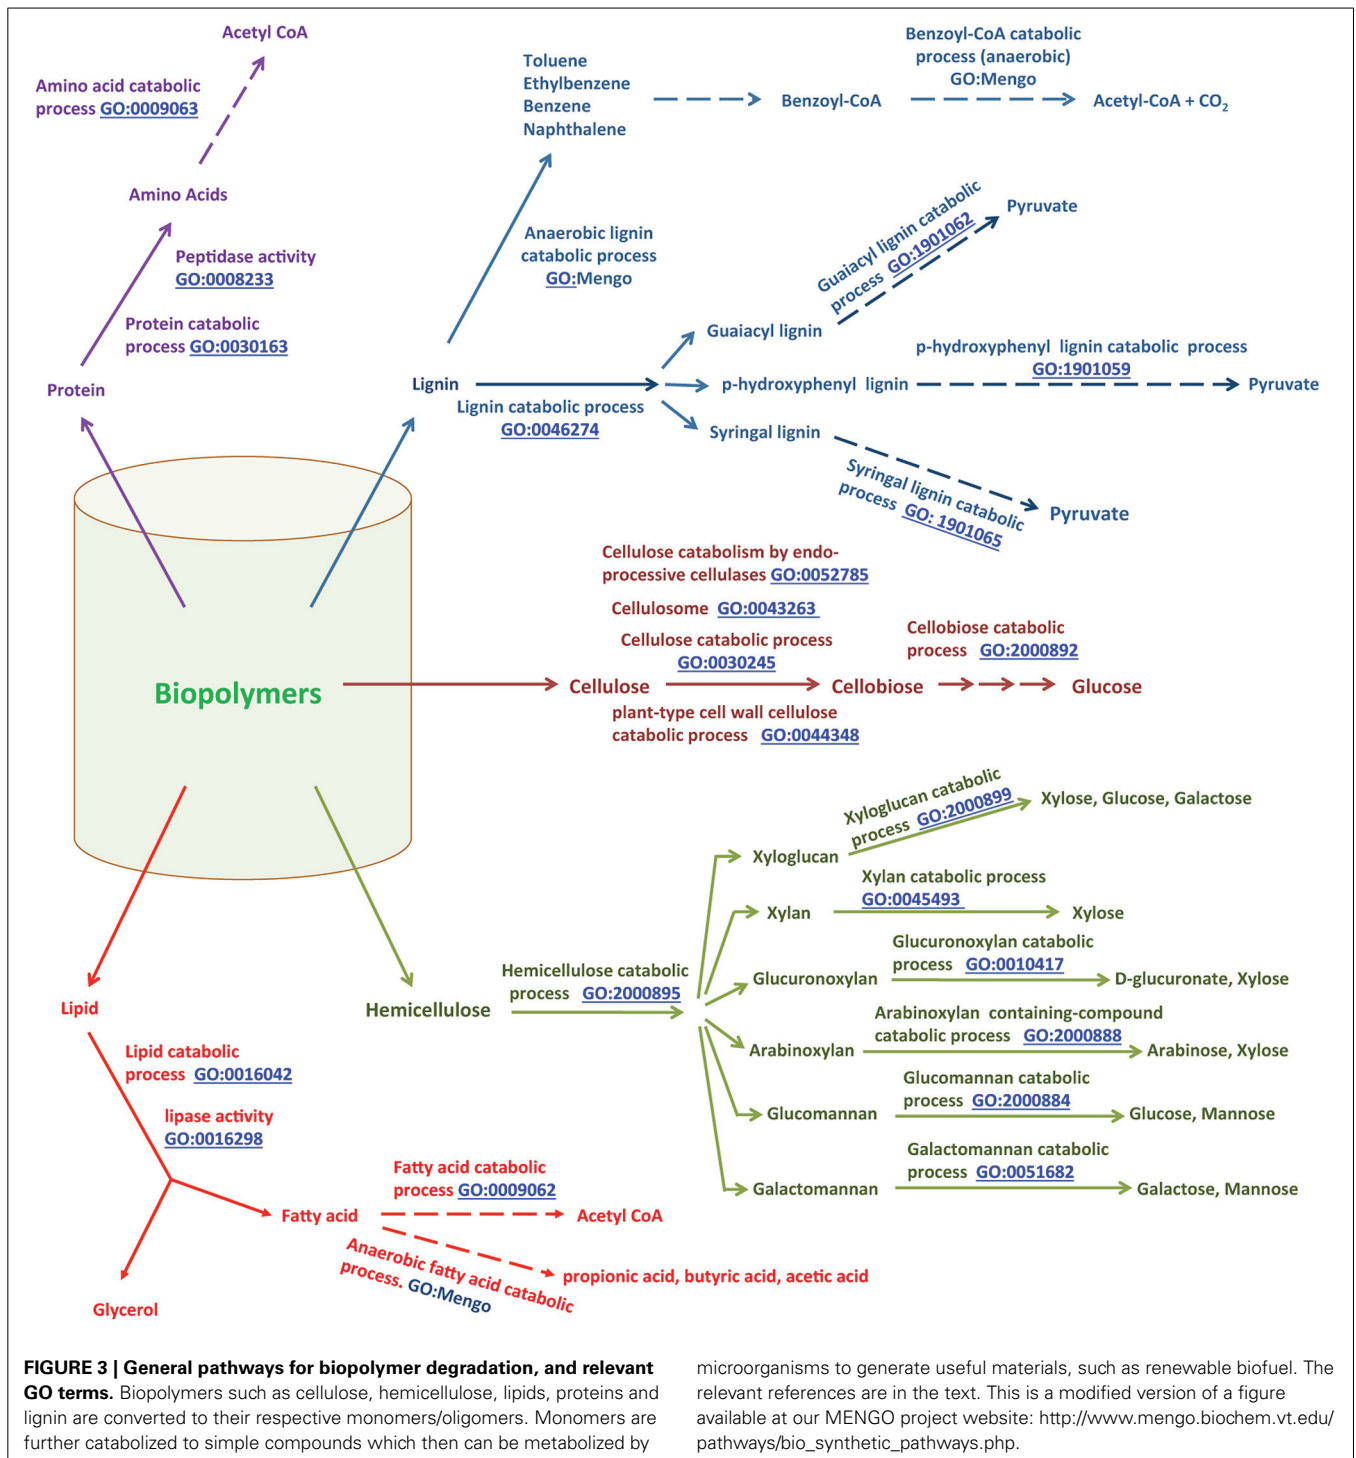 Acetyl CoA
Amino acid catabolic
process GO:0009063
Amino Acids
Peptidase activity
GO:0008233
Protein catabolic
process GO:0030163
Protein
Toluene
Ethylbenzene
Benzene
Naphthalene
Benzoyl-CoA
Benzoyl-CoA catabolic
process (anaerobic)
GO:Mengo
Acetyl-CoA + CO2
Anaerobic lignin
catabolic process
GO:Mengo
Lignin
Lignin catabolic process
GO:0046274
Guaiacyl lignin
Guaiacyl lignin catabolic
process GO:1901062
Pyruvate
p-hydroxyphenyl lignin
p-hydroxyphenyl lignin catabolic process
GO:1901059
Pyruvate
Syringal lignin
Syringal lignin catabolic
process GO: 1901065
Pyruvate
Biopolymers
Cellulose catabolism by endo-
processive cellulases GO:0052785
Cellulosome GO:0043263
Cellulose catabolic process
GO:0030245
Cellulose
plant-type cell wall cellulose
catabolic process GO:0044348
Cellobiose
Cellobiose catabolic
process GO:2000892
Glucose
Hemicellulose
Hemicellulose catabolic
process GO:2000895
Xyloglucan
Xyloglucan catabolic
process GO:2000899
Xylose, Glucose, Galactose
Xylan
Xylan catabolic process
GO:0045493
Xylose
Glucuronoxylan
Glucuronoxylan catabolic
process GO:0010417
D-glucuronate, Xylose
Arabinoxylan
Arabinoxylan containing-compound
catabolic process GO:2000888
Arabinose, Xylose
Glucomannan
Glucomannan catabolic
process GO:2000884
Glucose, Mannose
Galactomannan
Galactomannan catabolic
process GO:0051682
Galactose, Mannose
Lipid
Lipid catabolic
process GO:0016042
lipase activity
GO:0016298
Glycerol
Fatty acid
Fatty acid catabolic
process GO:0009062
Acetyl CoA
Anaerobic fatty acid catabolic
process. GO:Mengo
propionic acid, butyric acid, acetic acid
FIGURE 3 | General pathways for biopolymer degradation, and relevant
GO terms. Biopolymers such as cellulose, hemicellulose, lipids, proteins and
lignin are converted to their respective monomers/oligomers. Monomers are
further catabolized to simple compounds which then can be metabolized by
microorganisms to generate useful materials, such as renewable biofuel. The
relevant references are in the text. This is a modified version of a figure
available at our MENGO project website: http://www.mengo.biochem.vt.edu/
pathways/bio_synthetic_pathways.php.